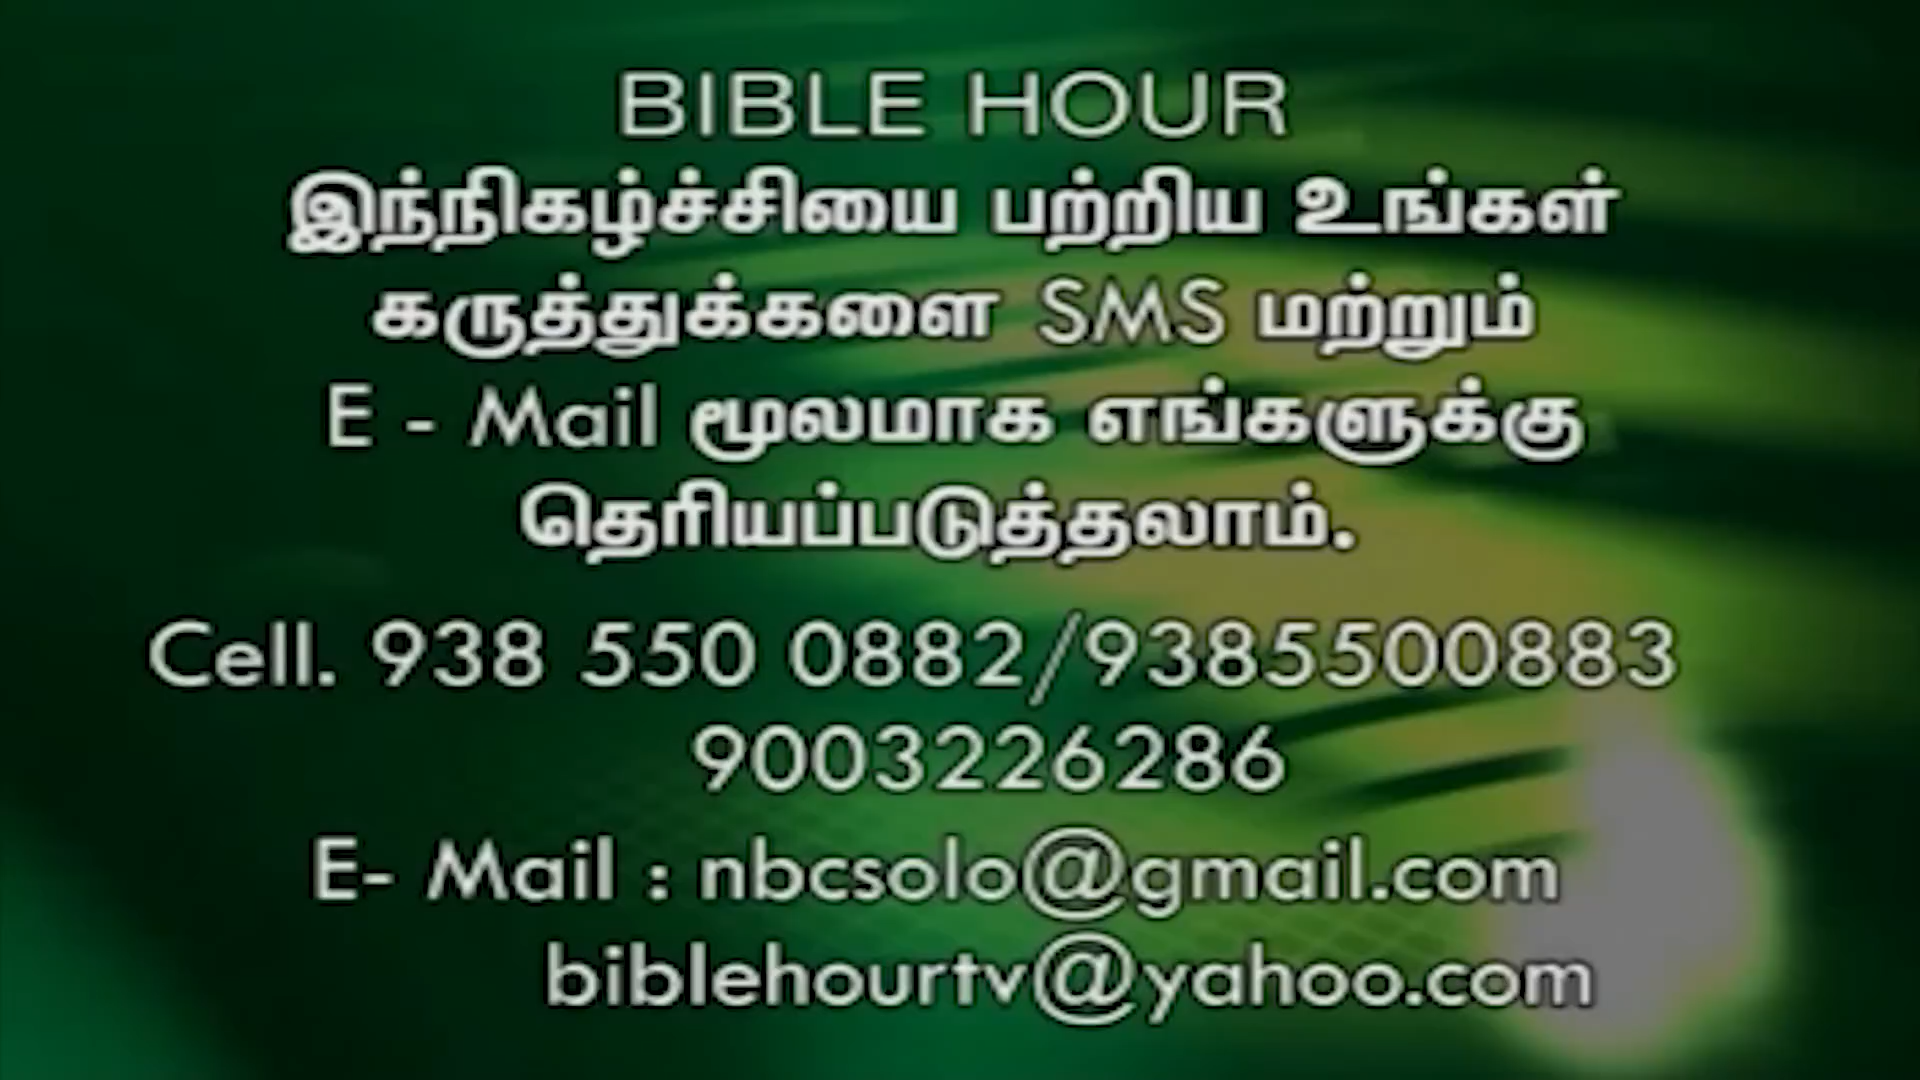 BIBLE HOUR
இந்நிகழ்ச்சியை பற்றிய உங்கள்
கருத்துக்களை SMS மற்றும்
E - Mail மூலமாக எங்களுக்கு
தெரியப்படுத்தலாம்.
Cell. 938 550 0882/9385500883
9003226286
E- Mail : nbcsolo@gmail.com
biblehourtv@yahoo.com